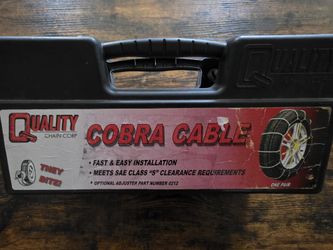 QUALITY
QUALITY
CHAIN CORP
COBRA CABLE
• FAST & EASY INSTALLATION
• MEETS SAE CLASS "S" CLEARANCE REQUIREMENTS
• OPTIONAL ADJUSTER PART NUMBER 0212
THEY
BITE!
ONE PAIR